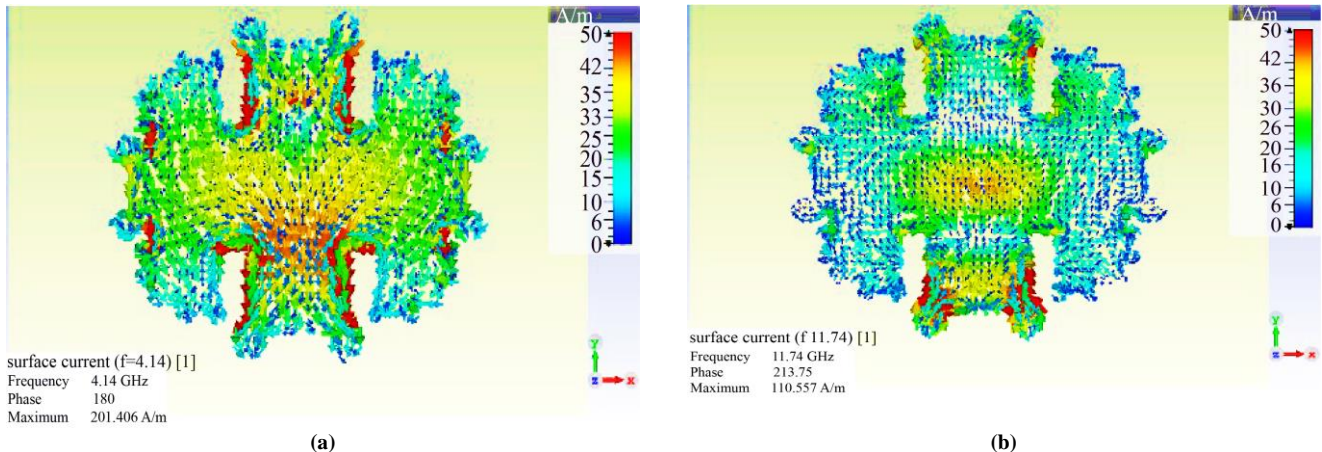 A/m
50
42
33
25
20
15
10
6
0
y
z
x
surface current (f=4.14) [1]
Frequency 4.14 GHz
Phase 180
Maximum 201.406 A/m
(a)
A/m
50
42
36
30
26
20
16
10
6
0
y
z
x
surface current (f 11.74) [1]
Frequency 11.74 GHz
Phase 213.75
Maximum 110.557 A/m
(b)